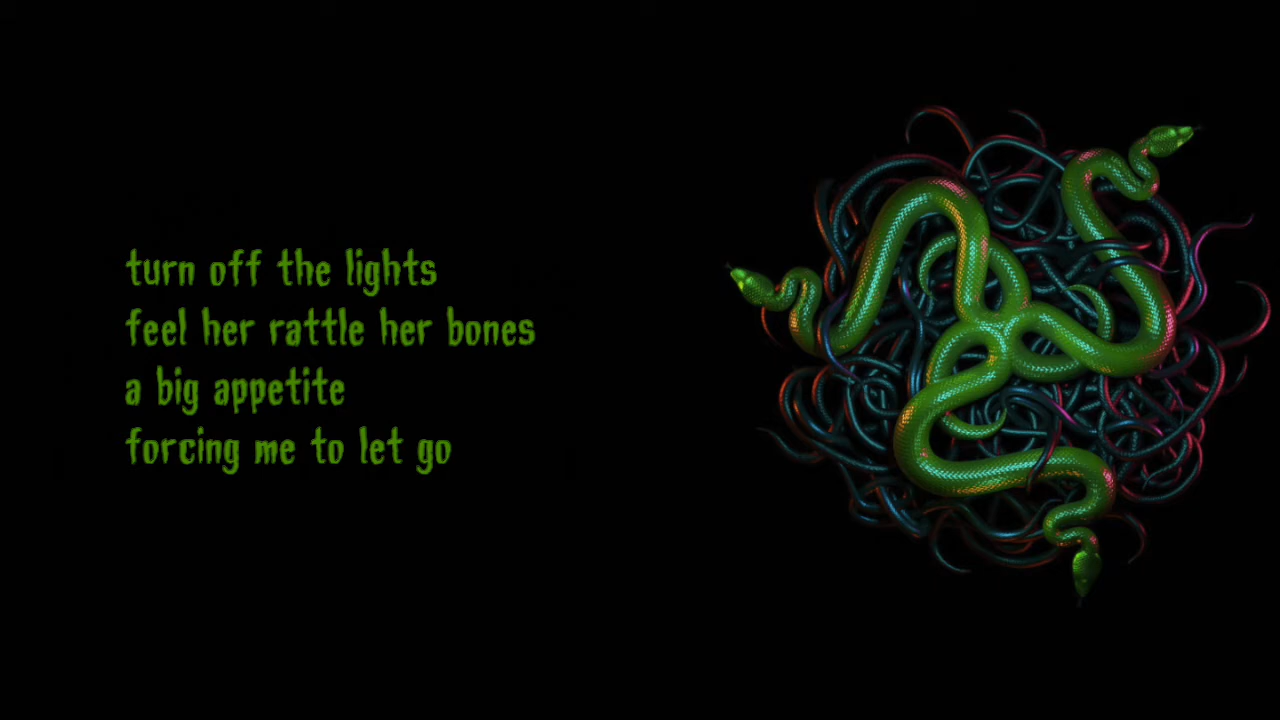 turn off the lights
feel her rattle her bones
a big appetite
forcing me to let go